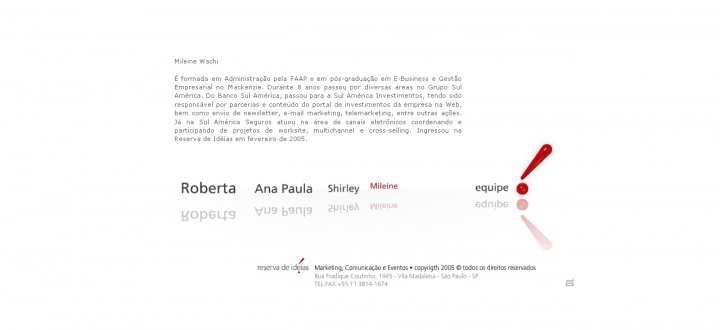 Mileine Wachi
É formada em Administração pela FAAP e em pós-graduação em E-Business e Gestão
Empresarial no Mackenzie. Durante 6 anos passou por diversas áreas no Grupo Sul
América. Do Banco Sul América, passou para a Sul América Investimentos, tendo sido
responsável por parcerias e conteúdo do portal de investimentos da empresa na Web,
bem como envio de newsletter, e-mail marketing, telemarketing, entre outras ações.
Já na Sul América Seguros atuou na área de canais eletrônicos coordenando e
participando de projetos de worksite, multichannel e cross-selling. Ingressou na
Reserva de Idéias em fevereiro de 2005.
Roberta Ana Paula Shirley Mileine equipe
reserva de idéias Marketing, Comunicação e Eventos • copyrigth 2005 © todos os direitos reservados
Rua Fradique Coutinho, 1945 - Vila Madalena - São Paulo - SP
TEL.FAX +55 11 3814-1674